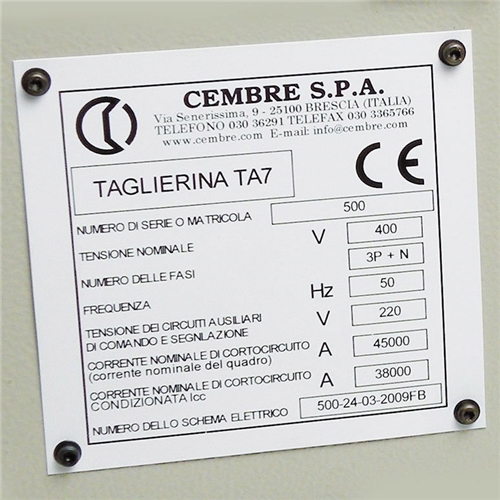 CEMBRE S.P.A.
Via Senerissima, 9 - 25100 BRESCIA (ITALIA)
TELEFONO 030 36291 TELEFAX 030 3365766
www.cembre.com E-mail: info@cembre.com
TAGLIERINA TA7
CE
NUMERO DI SERIE O MATRICOLA 500
TENSIONE NOMINALE V 400
NUMERO DELLE FASI 3P + N
FREQUENZA Hz 50
TENSIONE DEI CIRCUITI AUSILIARI
DI COMANDO E SEGNILAZIONE V 220
CORRENTE NOMINALE DI CORTOCIRCUITO
(corrente nominale del quadro) A 45000
CORRENTE NOMINALE DI CORTOCIRCUITO
CONDIZIONATA Icc A 38000
NUMERO DELLO SCHEMA ELETTRICO 500-24-03-2009FB